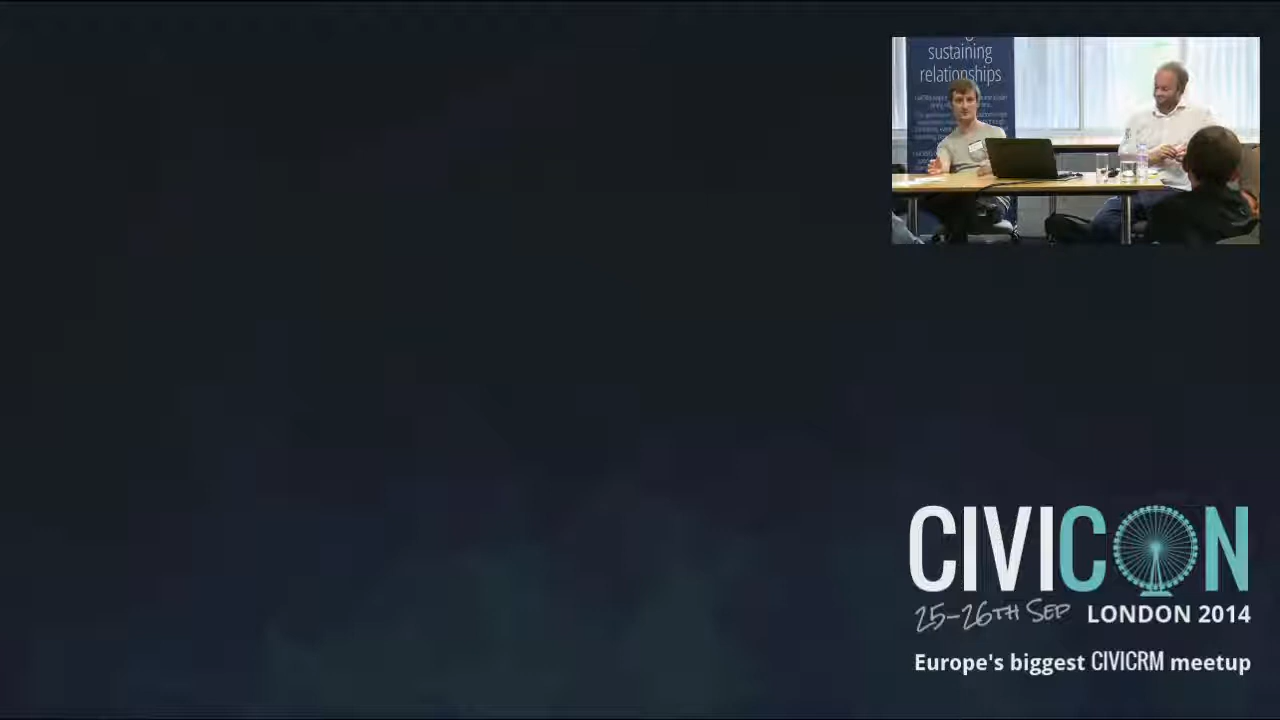 sustaining
relationships
CIVICON
25-26TH SEP LONDON 2014
Europe's biggest CIVICRM meetup